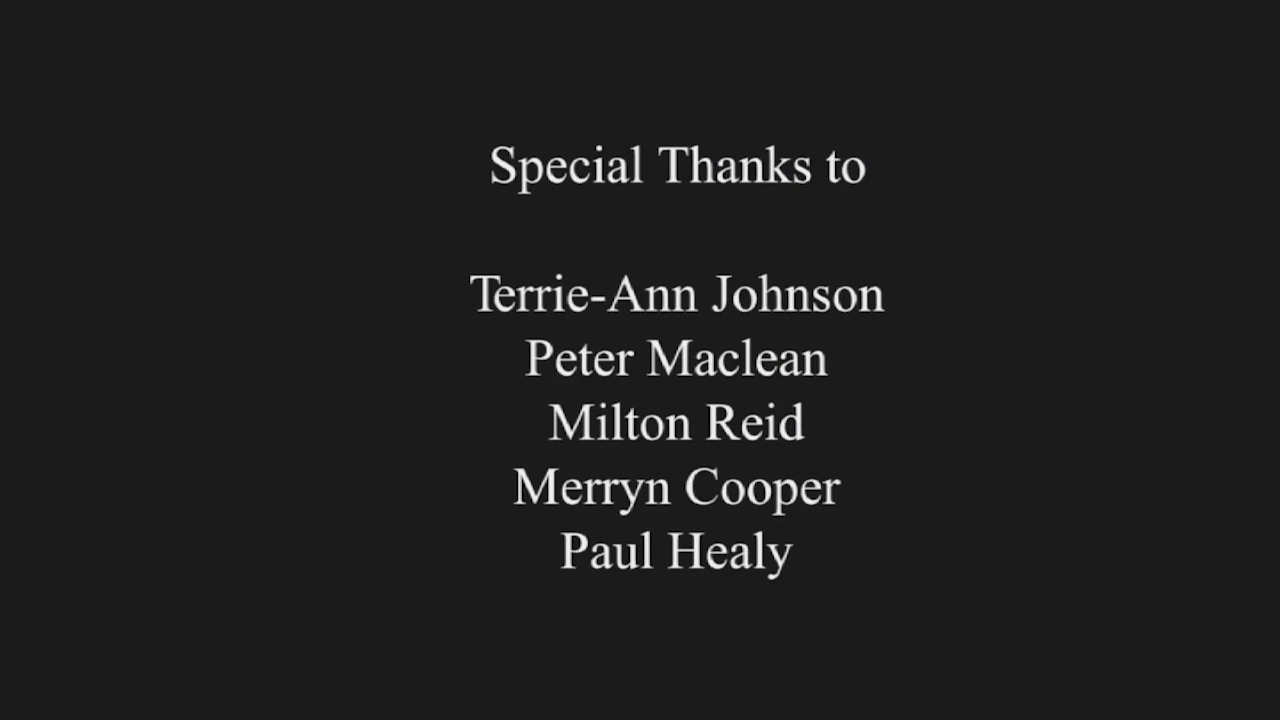 Special Thanks to
Terrie-Ann Johnson
Peter Maclean
Milton Reid
Merryn Cooper
Paul Healy